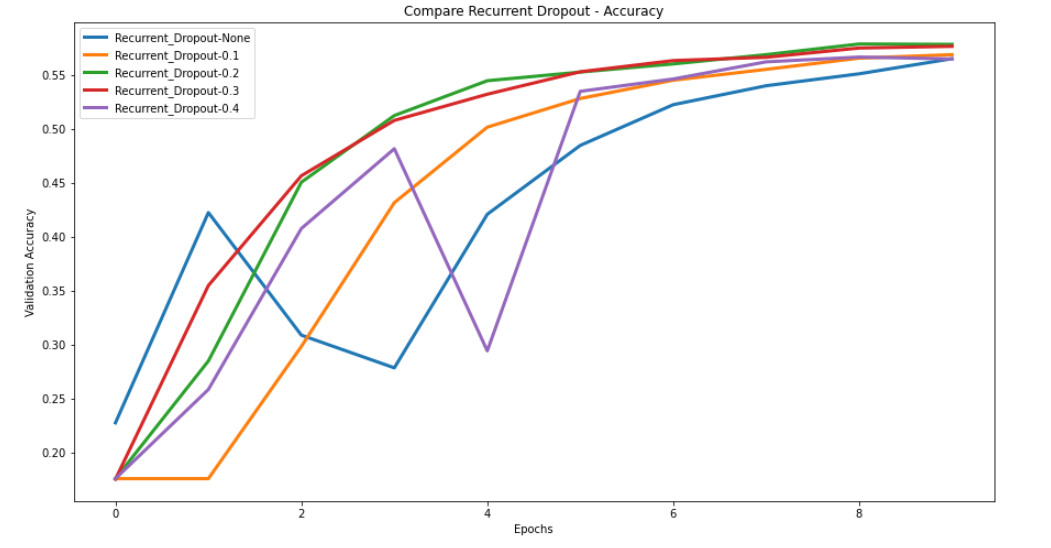 Compare Recurrent Dropout - Accuracy
Recurrent_Dropout-None
Recurrent_Dropout-0.1
Recurrent_Dropout-0.2
Recurrent_Dropout-0.3
Recurrent_Dropout-0.4
Validation Accuracy
0.55
0.50
0.45
0.40
0.35
0.30
0.25
0.20
0 2 4 6 8
Epochs